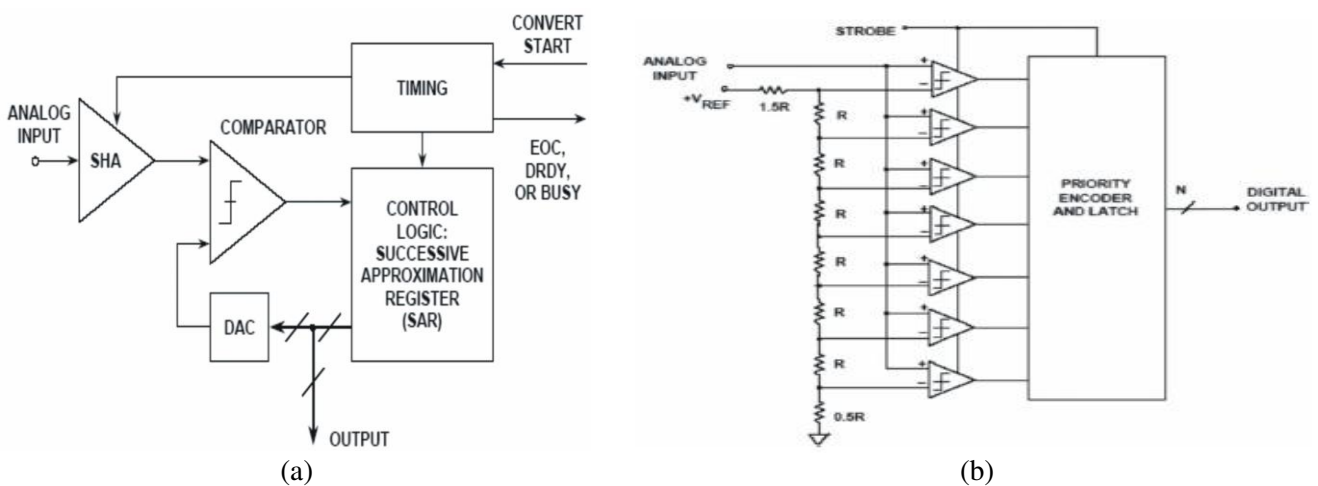 CONVERT
START
TIMING
ANALOG
INPUT
SHA
COMPARATOR
EOC,
DRDY,
OR BUSY
CONTROL
LOGIC:
SUCCESSIVE
APPROXIMATION
REGISTER
(SAR)
DAC
OUTPUT
(a)
STROBE
ANALOG
INPUT
+VREF
1.5R
+
−
R
+
−
R
+
−
R
+
−
R
+
−
R
+
−
R
+
−
0.5R
PRIORITY
ENCODER
AND LATCH
N
DIGITAL
OUTPUT
(b)